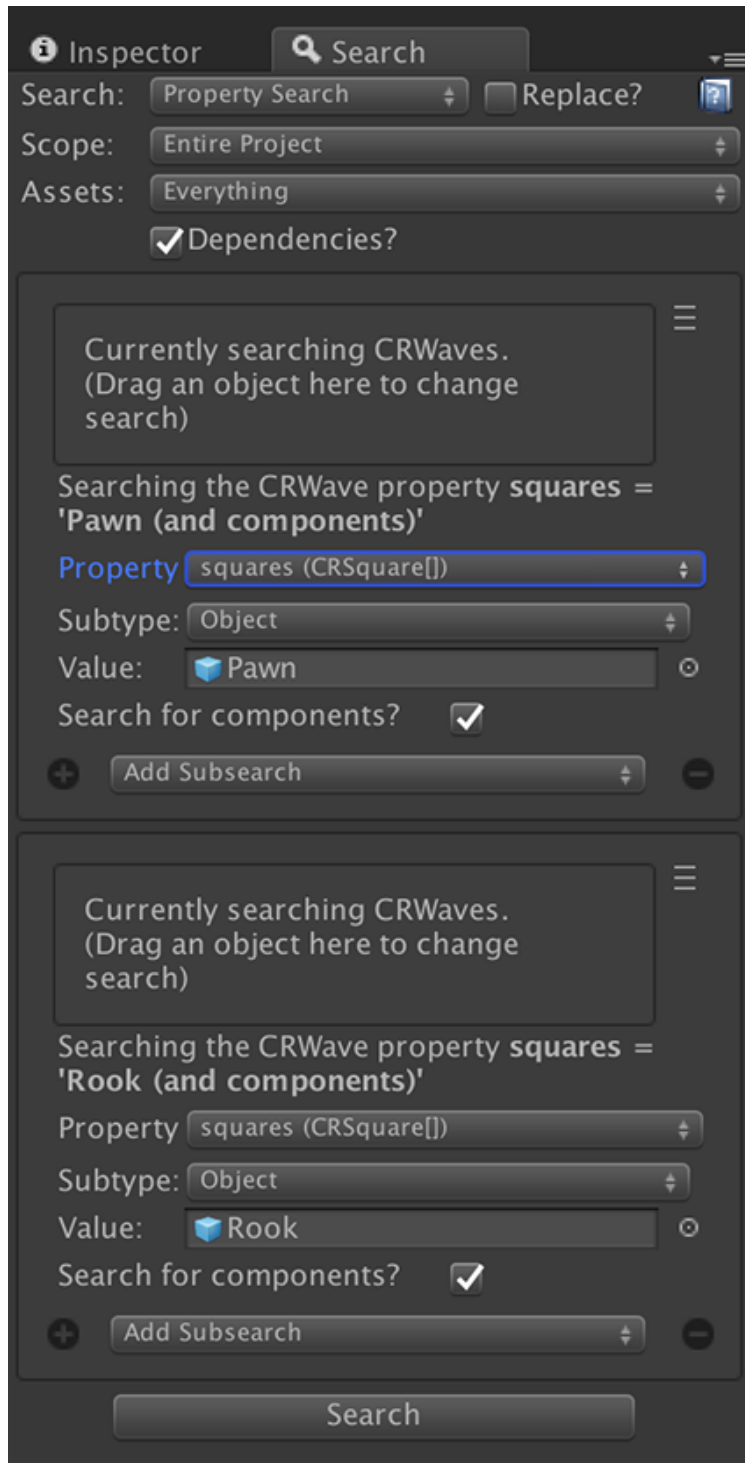 Inspector Search
Search: Property Search Replace?
Scope: Entire Project
Assets: Everything
Dependencies?
Currently searching CRWaves.
(Drag an object here to change
search)
Searching the CRWave property squares =
'Pawn (and components)'
Property squares (CRSquare[])
Subtype: Object
Value: Pawn
Search for components?
Add Subsearch
Currently searching CRWaves.
(Drag an object here to change
search)
Searching the CRWave property squares =
'Rook (and components)'
Property squares (CRSquare[])
Subtype: Object
Value: Rook
Search for components?
Add Subsearch
Search